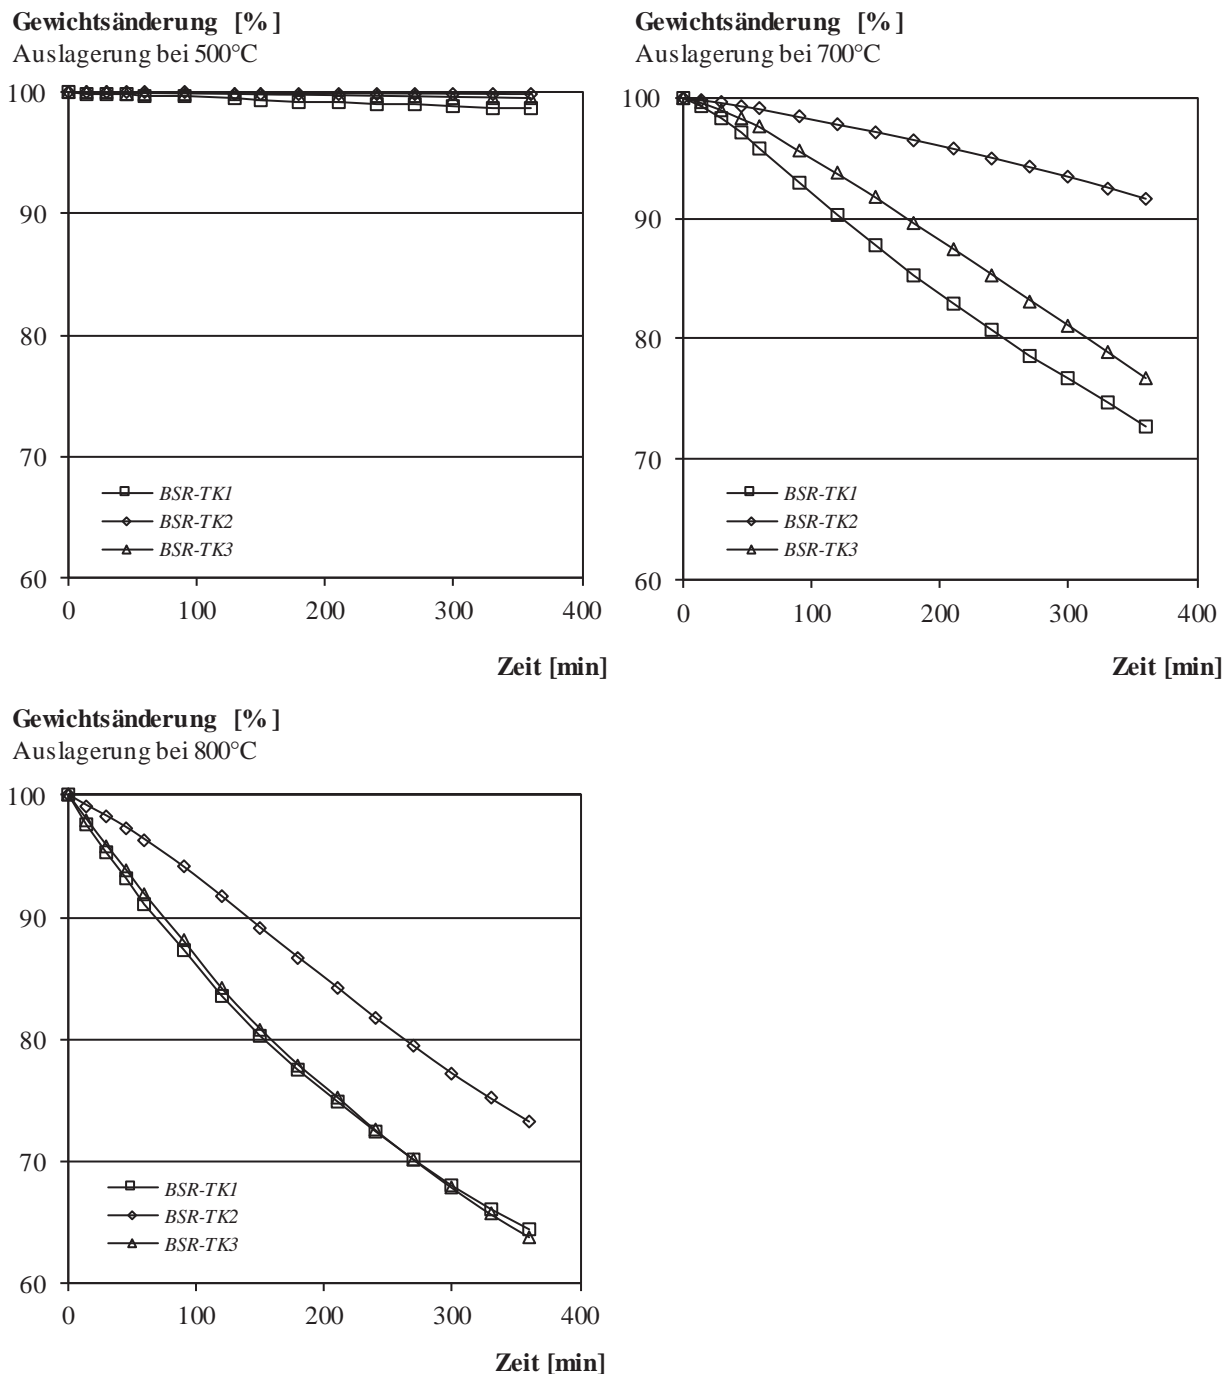 Gewichtsänderung [%]
Auslagerung bei 500°C
100
90
80
70
60
BSR-TK1
BSR-TK2
BSR-TK3
0 100 200 300 400
Zeit [min]
Gewichtsänderung [%]
Auslagerung bei 700°C
100
90
80
70
60
BSR-TK1
BSR-TK2
BSR-TK3
0 100 200 300 400
Zeit [min]
Gewichtsänderung [%]
Auslagerung bei 800°C
100
90
80
70
60
BSR-TK1
BSR-TK2
BSR-TK3
0 100 200 300 400
Zeit [min]